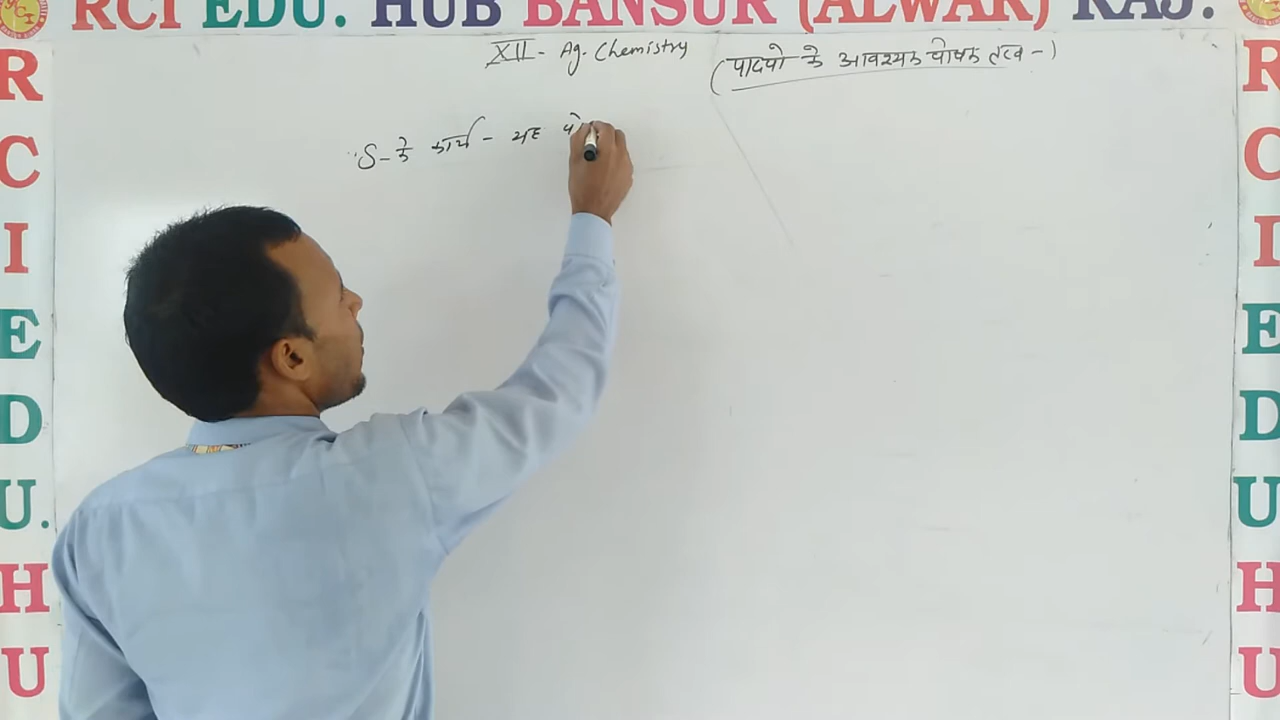 RCI EDU. HUB BANSUR (ALWAR) RAJ.
XII - Ag. Chemistry
(पादपो के आवश्यक पोषक तत्व -)
S - के कार्य - यह
R
C
I
E
D
U.
H
U
R
C
I
E
D
U
H
U